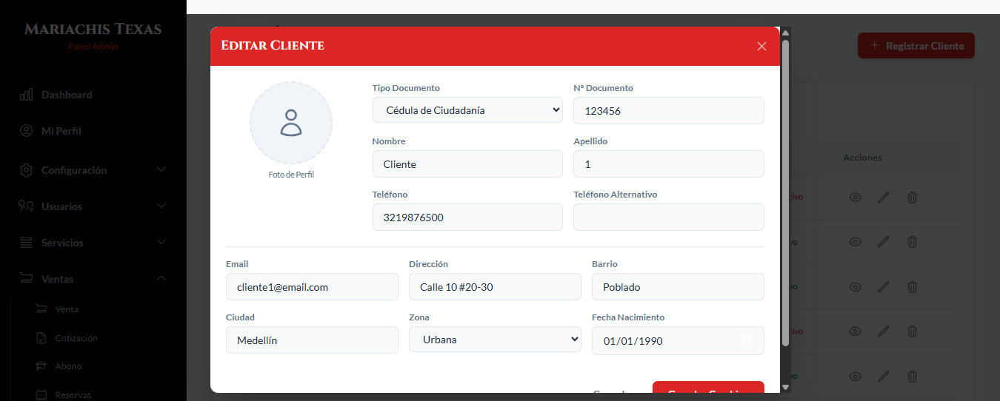 Mariachis Texas
Panel Admin
Dashboard
Mi Perfil
Configuración
Usuarios
Servicios
Ventas
Venta
Cotización
Abono
Reservas
Registrar Cliente
Acciones
Editar Cliente
Foto de Perfil
Tipo Documento
Cédula de Ciudadanía
Nº Documento
123456
Nombre
Cliente
Apellido
1
Teléfono
3219876500
Teléfono Alternativo
Email
cliente1@email.com
Dirección
Calle 10 #20-30
Barrio
Poblado
Ciudad
Medellín
Zona
Urbana
Fecha Nacimiento
01/01/1990